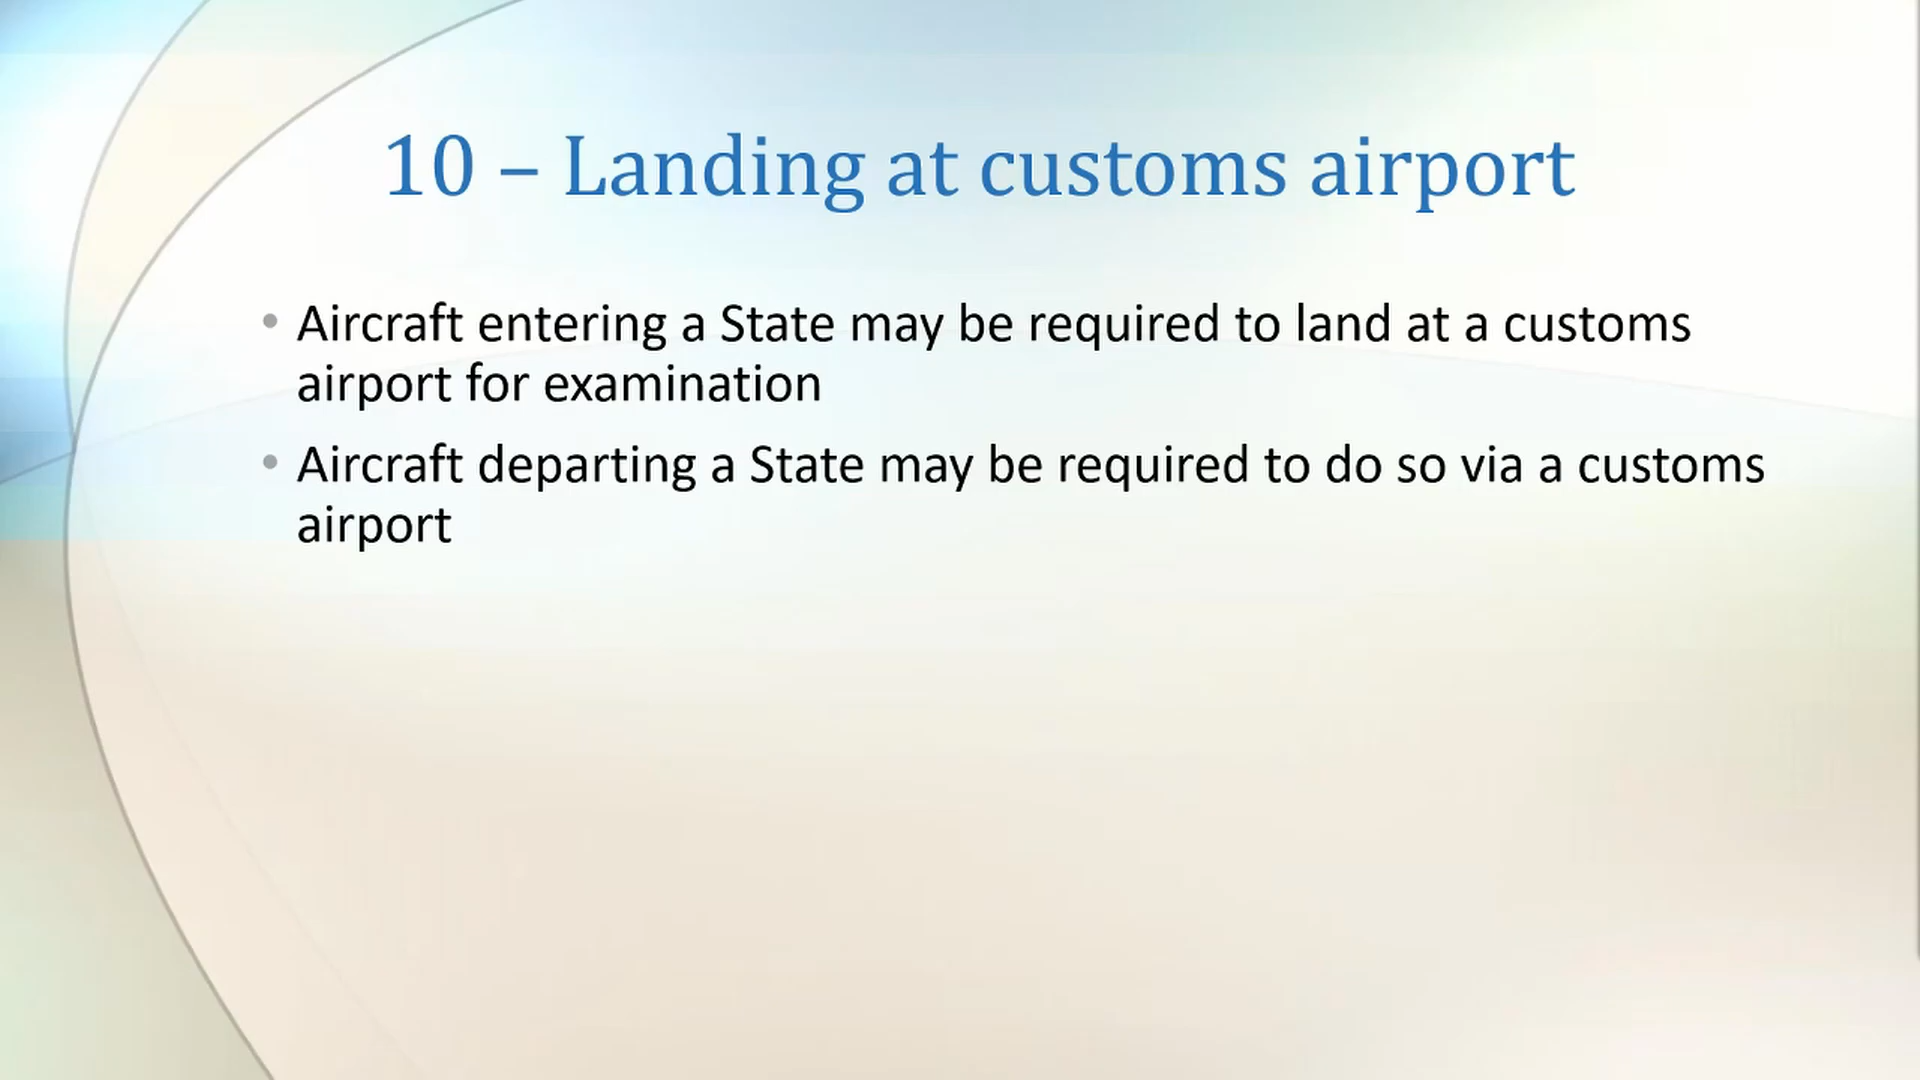 10 – Landing at customs airport
• Aircraft entering a State may be required to land at a customs
airport for examination
• Aircraft departing a State may be required to do so via a customs
airport